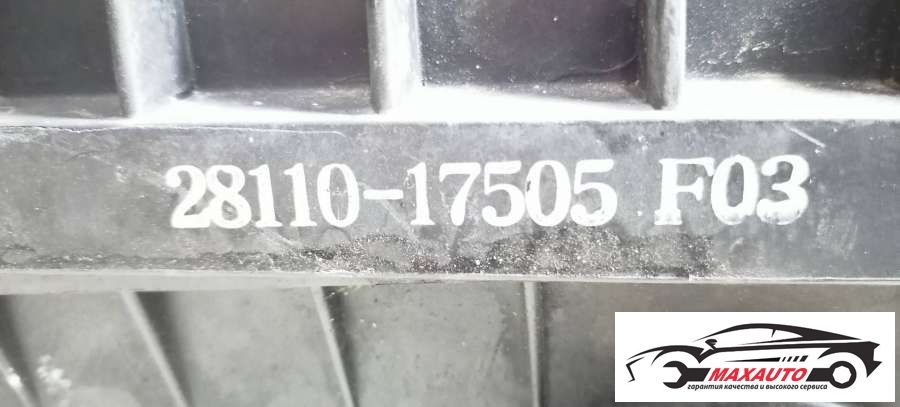 28110-17505 F03
MAXAUTO
гарантия качества и высокого сервиса